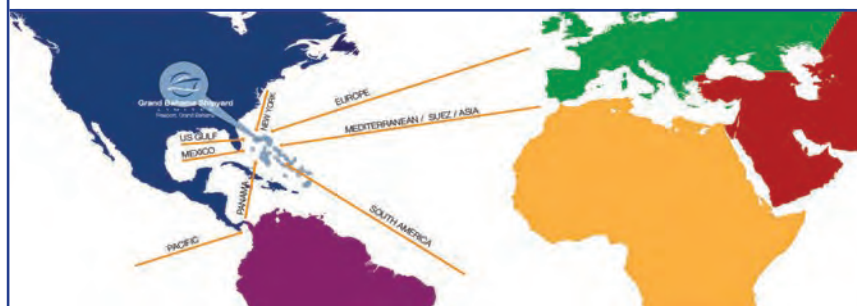 Grand Bahama Shipyard
LIMITED
Freeport, Grand Bahama
NEW YORK
EUROPE
MEDITERRANEAN / SUEZ / ASIA
US GULF
MEXICO
PANAMA
SOUTH AMERICA
PACIFIC